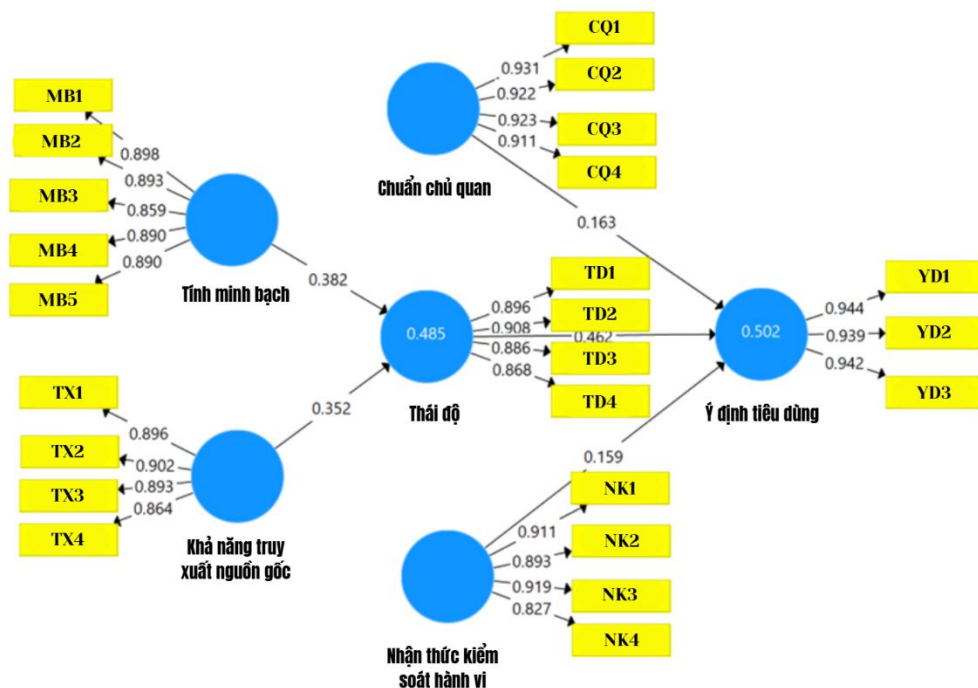 CQ1
0.931
CQ2
0.922
0.923
CQ3
0.911
CQ4
Chuẩn chủ quan
0.163
MB1
MB2
0.898
0.893
MB3
0.859
0.890
MB4
0.890
MB5
Tính minh bạch
0.382
TD1
0.896
TD2
0.908
0.462
0.886
TD3
0.868
TD4
0.485
Thái độ
0.502
Ý định tiêu dùng
YD1
0.944
YD2
0.939
0.942
YD3
TX1
0.896
TX2
0.902
TX3
0.893
0.864
TX4
0.352
Khả năng truy
xuất nguồn gốc
0.159
NK1
0.911
NK2
0.893
0.919
NK3
0.827
NK4
Nhận thức kiểm
soát hành vi